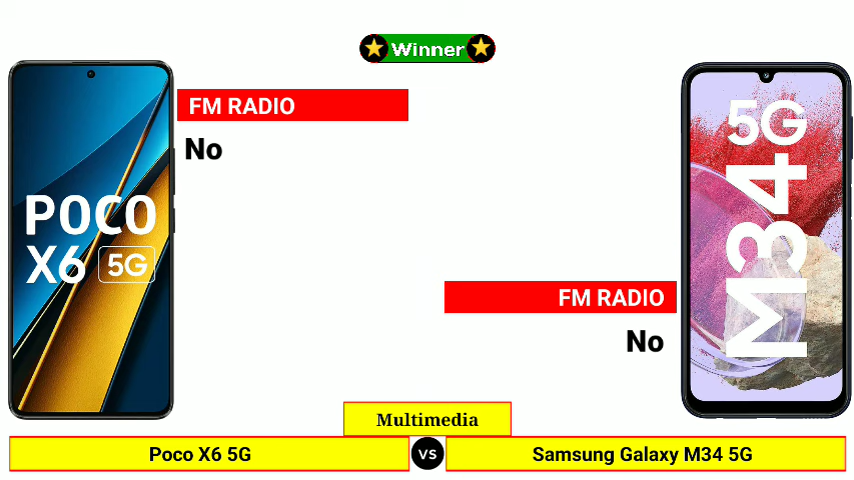 Winner
FM RADIO
No
POCO
X6 5G
5G
M34
FM RADIO
No
Multimedia
Poco X6 5G
VS
Samsung Galaxy M34 5G